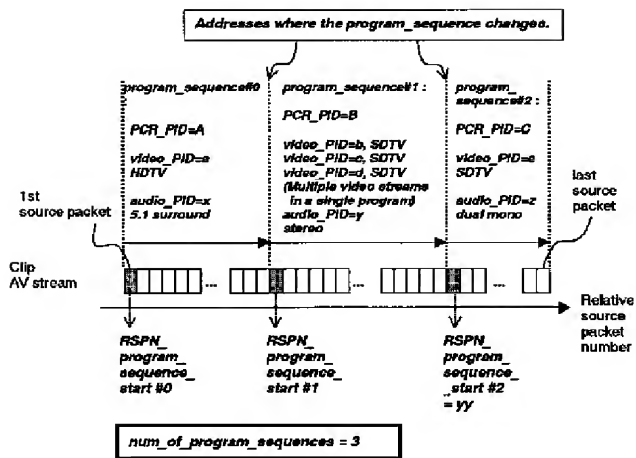 Addresses where the program_sequence changes.
program_sequence#0
PCR_PID=A
video_PID=a
HDTV
audio_PID=x
5.1 surround
program_sequence#1 :
PCR_PID=B
video_PID=b, SDTV
video_PID=c, SDTV
video_PID=d, SDTV
(Multiple video streams
in a single program)
audio_PID=y
stereo
program_
sequence#2 :
PCR_PID=C
video_PID=e
SDTV
audio_PID=z
dual mono
1st
source packet
last
source
packet
Clip
AV stream
...
...
...
Relative
source
packet
number
RSPN_
program_
sequence_
start #0
RSPN_
program_
sequence_
start #1
RSPN_
program_
sequence
_start #2
= yy
num_of_program_sequences = 3